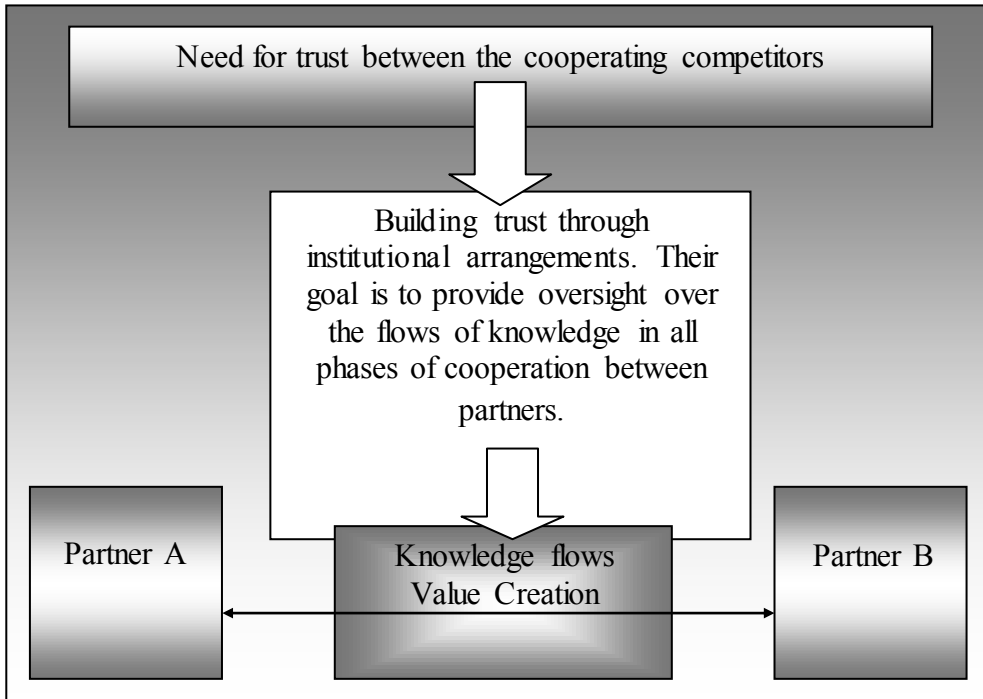 Need for trust between the cooperating competitors
Building trust through
institutional arrangements. Their
goal is to provide oversight over
the flows of knowledge in all
phases of cooperation between
partners.
Partner A
Knowledge flows
Value Creation
Partner B